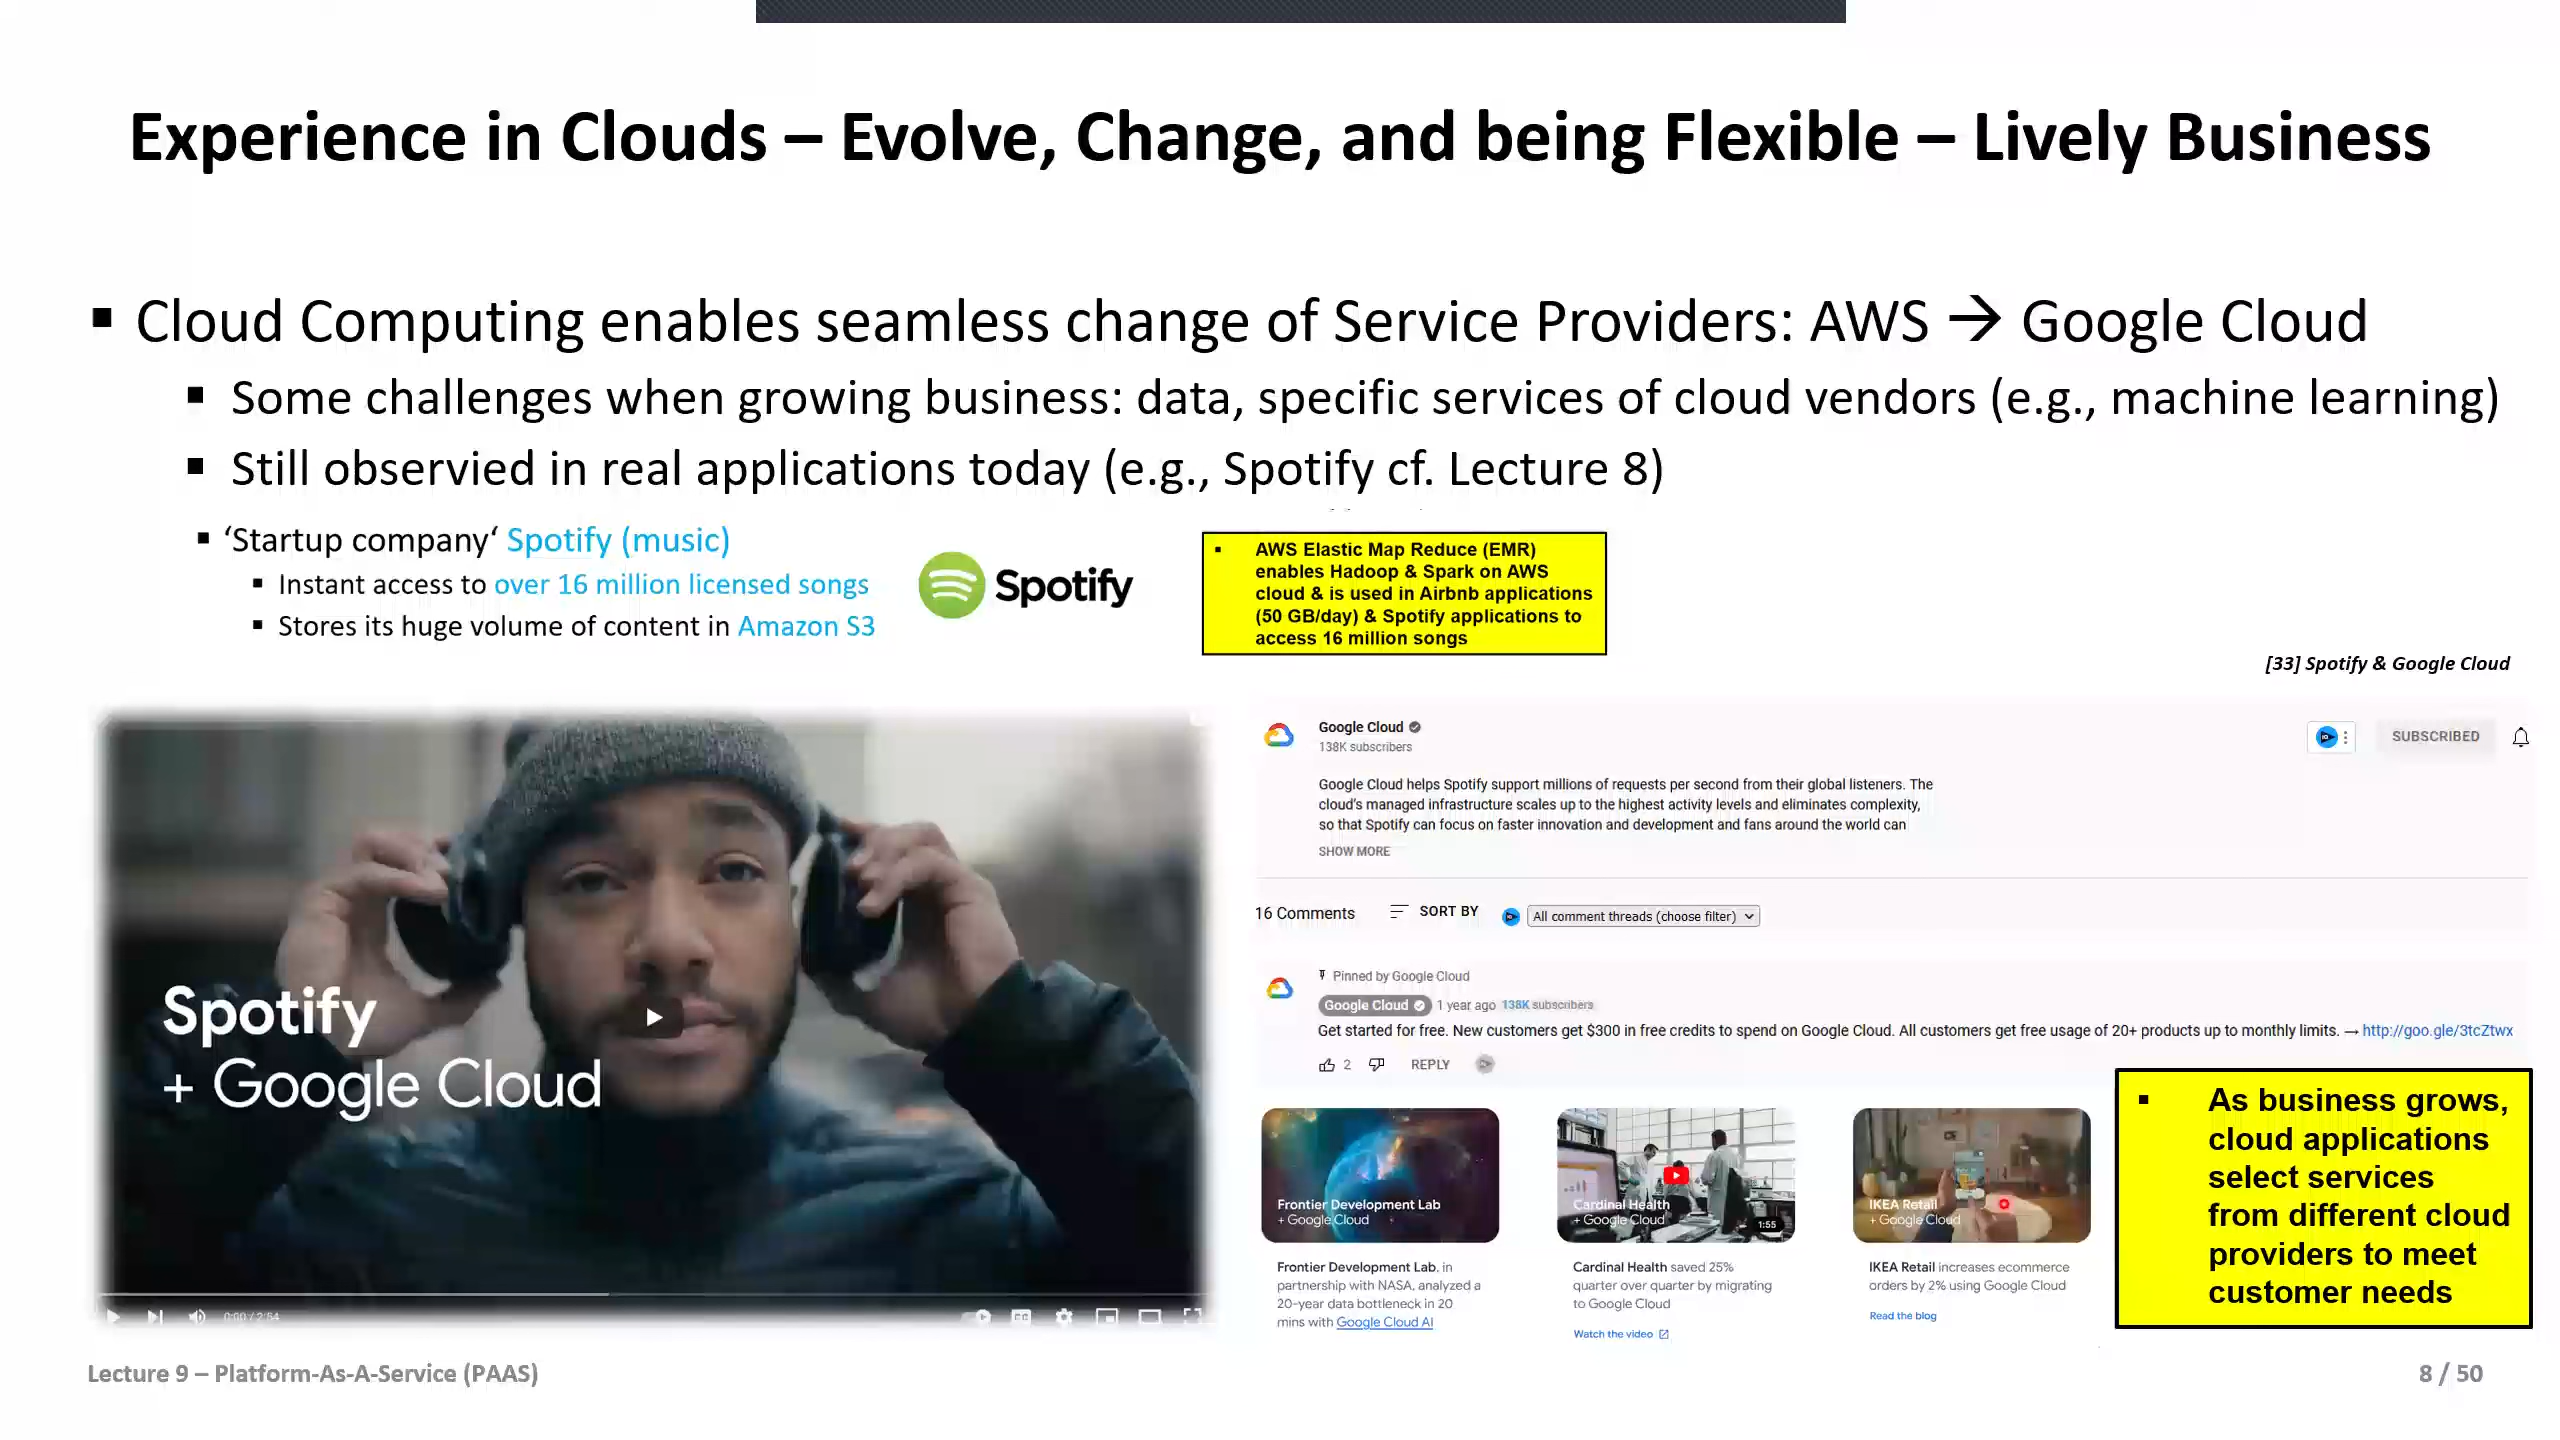 Experience in Clouds – Evolve, Change, and being Flexible – Lively Business
▪ Cloud Computing enables seamless change of Service Providers: AWS → Google Cloud
▪ Some challenges when growing business: data, specific services of cloud vendors (e.g., machine learning)
▪ Still observied in real applications today (e.g., Spotify cf. Lecture 8)
▪ ‘Startup company‘ Spotify (music)
▪ Instant access to over 16 million licensed songs
▪ Stores its huge volume of content in Amazon S3
Spotify
▪ AWS Elastic Map Reduce (EMR)
enables Hadoop & Spark on AWS
cloud & is used in Airbnb applications
(50 GB/day) & Spotify applications to
access 16 million songs
[33] Spotify & Google Cloud
Spotify
+ Google Cloud
0:00 / 2:54
Google Cloud
138K subscribers
SUBSCRIBED
Google Cloud helps Spotify support millions of requests per second from their global listeners. The
cloud's managed infrastructure scales up to the highest activity levels and eliminates complexity,
so that Spotify can focus on faster innovation and development and fans around the world can
SHOW MORE
16 Comments SORT BY All comment threads (choose filter)
Pinned by Google Cloud
Google Cloud 1 year ago 138K subscribers
Get started for free. New customers get $300 in free credits to spend on Google Cloud. All customers get free usage of 20+ products up to monthly limits. → http://goo.gle/3tcZtwx
2 REPLY
Frontier Development Lab
+ Google Cloud
Frontier Development Lab, in
partnership with NASA, analyzed a
20-year data bottleneck in 20
mins with Google Cloud AI
Cardinal Health
+ Google Cloud
1:55
Cardinal Health saved 25%
quarter over quarter by migrating
to Google Cloud
Watch the video
IKEA Retail
+ Google Cloud
IKEA Retail increases ecommerce
orders by 2% using Google Cloud
Read the blog
▪ As business grows,
cloud applications
select services
from different cloud
providers to meet
customer needs
Lecture 9 – Platform-As-A-Service (PAAS)
8 / 50